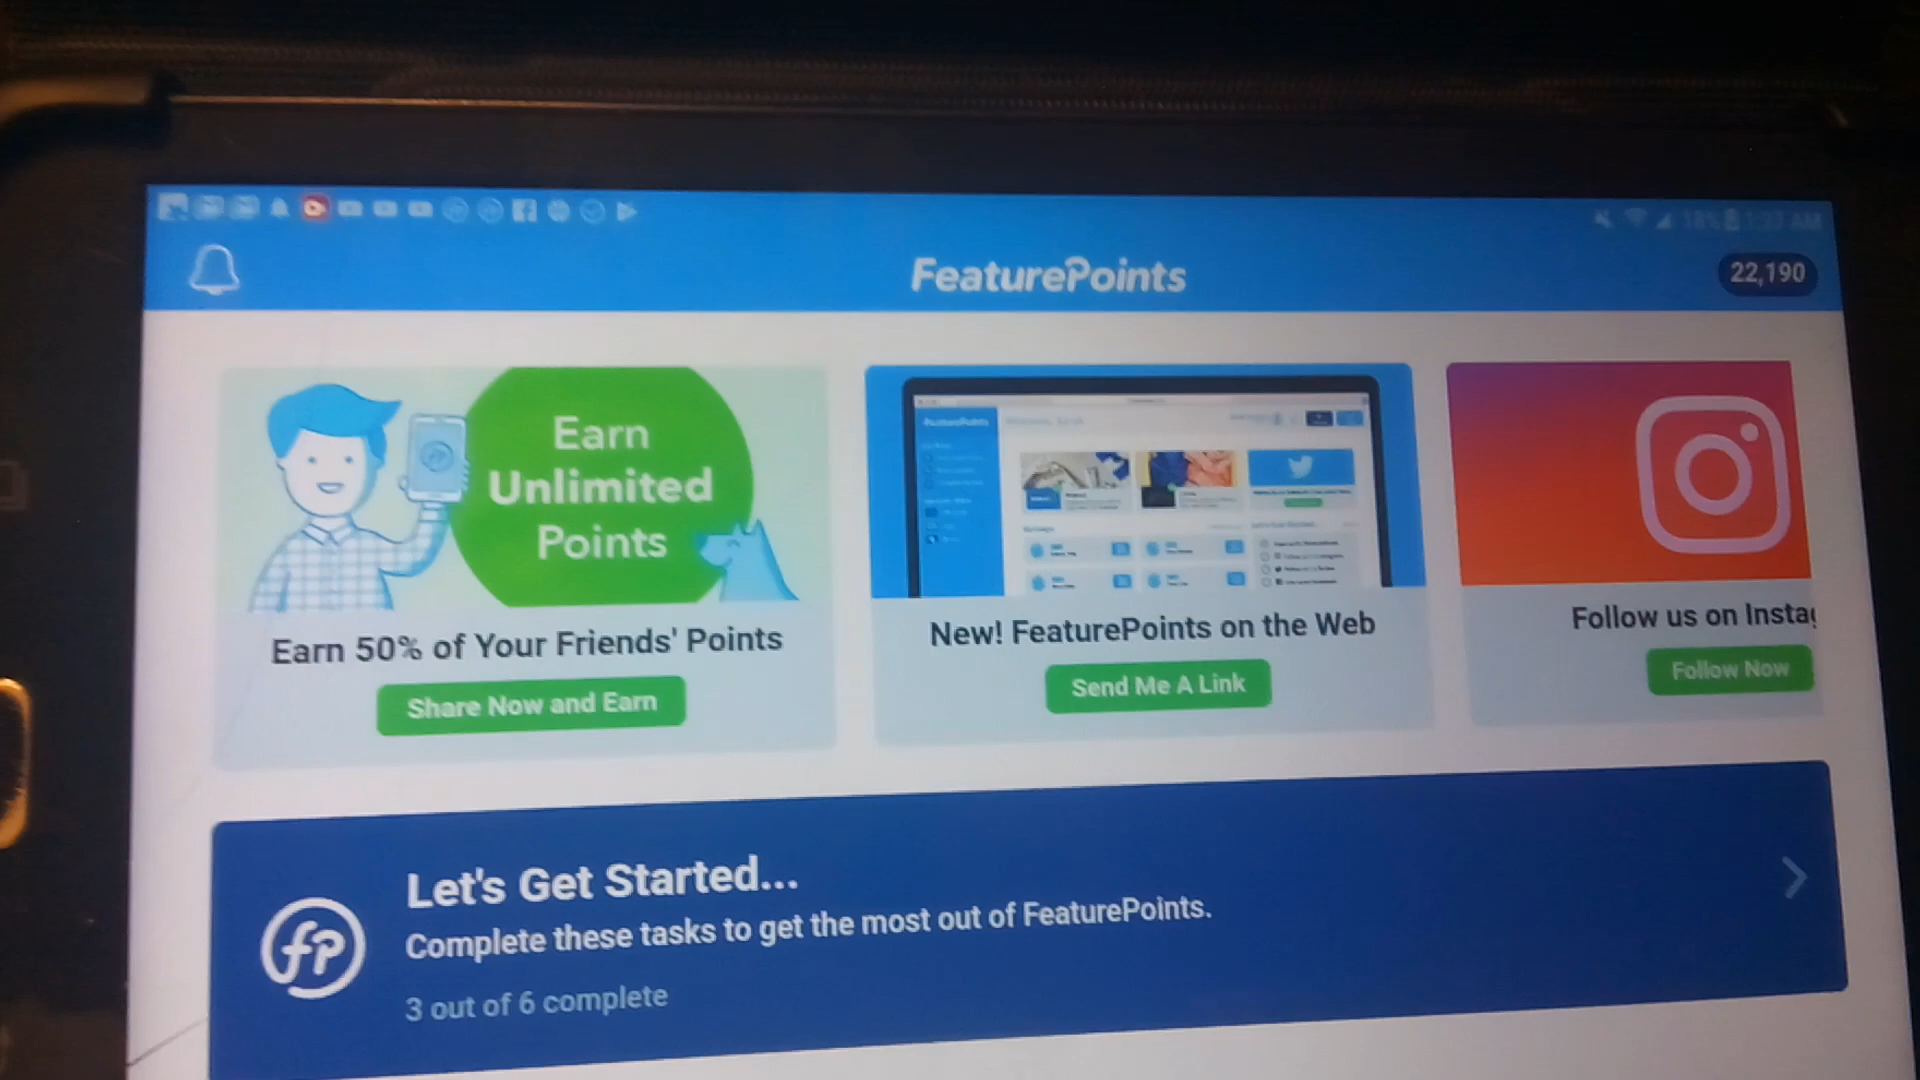 FeaturePoints
22,190
Earn
Unlimited
Points
Earn 50% of Your Friends' Points
Share Now and Earn
New! FeaturePoints on the Web
Send Me A Link
Follow us on Insta
Follow Now
Let's Get Started...
Complete these tasks to get the most out of FeaturePoints.
3 out of 6 complete
fp